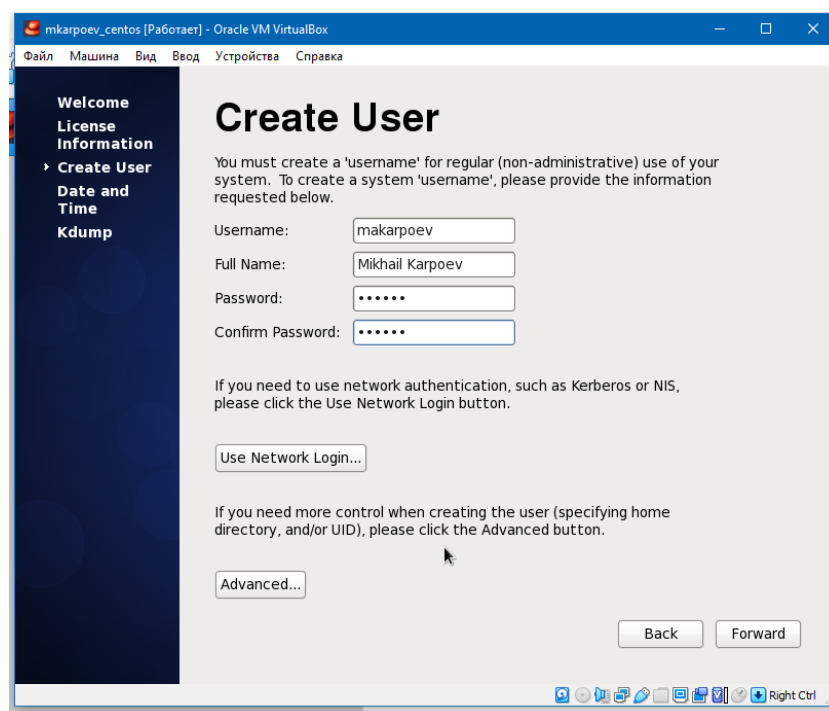 mkarpoev_centos [Работает] - Oracle VM VirtualBox
Файл Машина Вид Ввод Устройства Справка
Welcome
License
Information
Create User
Date and
Time
Kdump
Create User
You must create a 'username' for regular (non-administrative) use of your
system. To create a system 'username', please provide the information
requested below.
Username: makarpoev
Full Name: Mikhail Karpoev
Password: ••••••
Confirm Password: ••••••
If you need to use network authentication, such as Kerberos or NIS,
please click the Use Network Login button.
Use Network Login...
If you need more control when creating the user (specifying home
directory, and/or UID), please click the Advanced button.
Advanced...
Back Forward
Right Ctrl